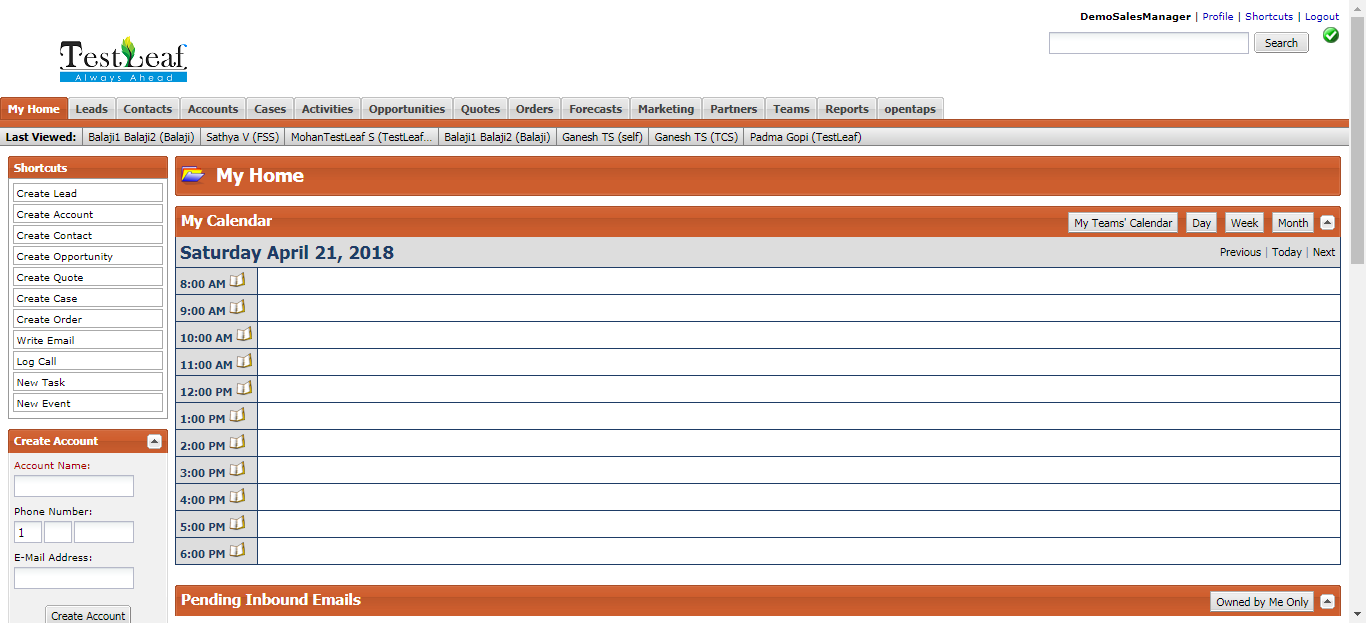 DemoSalesManager | Profile | Shortcuts | Logout
TestLeaf
Always Ahead
Search
My Home Leads Contacts Accounts Cases Activities Opportunities Quotes Orders Forecasts Marketing Partners Teams Reports opentaps
Last Viewed: Balaji1 Balaji2 (Balaji) Sathya V (FSS) MohanTestLeaf S (TestLeaf... Balaji1 Balaji2 (Balaji) Ganesh TS (self) Ganesh TS (TCS) Padma Gopi (TestLeaf)
Shortcuts
Create Lead
Create Account
Create Contact
Create Opportunity
Create Quote
Create Case
Create Order
Write Email
Log Call
New Task
New Event
Create Account
Account Name:
Phone Number:
1
E-Mail Address:
Create Account
My Home
My Calendar My Teams' Calendar Day Week Month
Saturday April 21, 2018 Previous | Today | Next
8:00 AM
9:00 AM
10:00 AM
11:00 AM
12:00 PM
1:00 PM
2:00 PM
3:00 PM
4:00 PM
5:00 PM
6:00 PM
Pending Inbound Emails Owned by Me Only